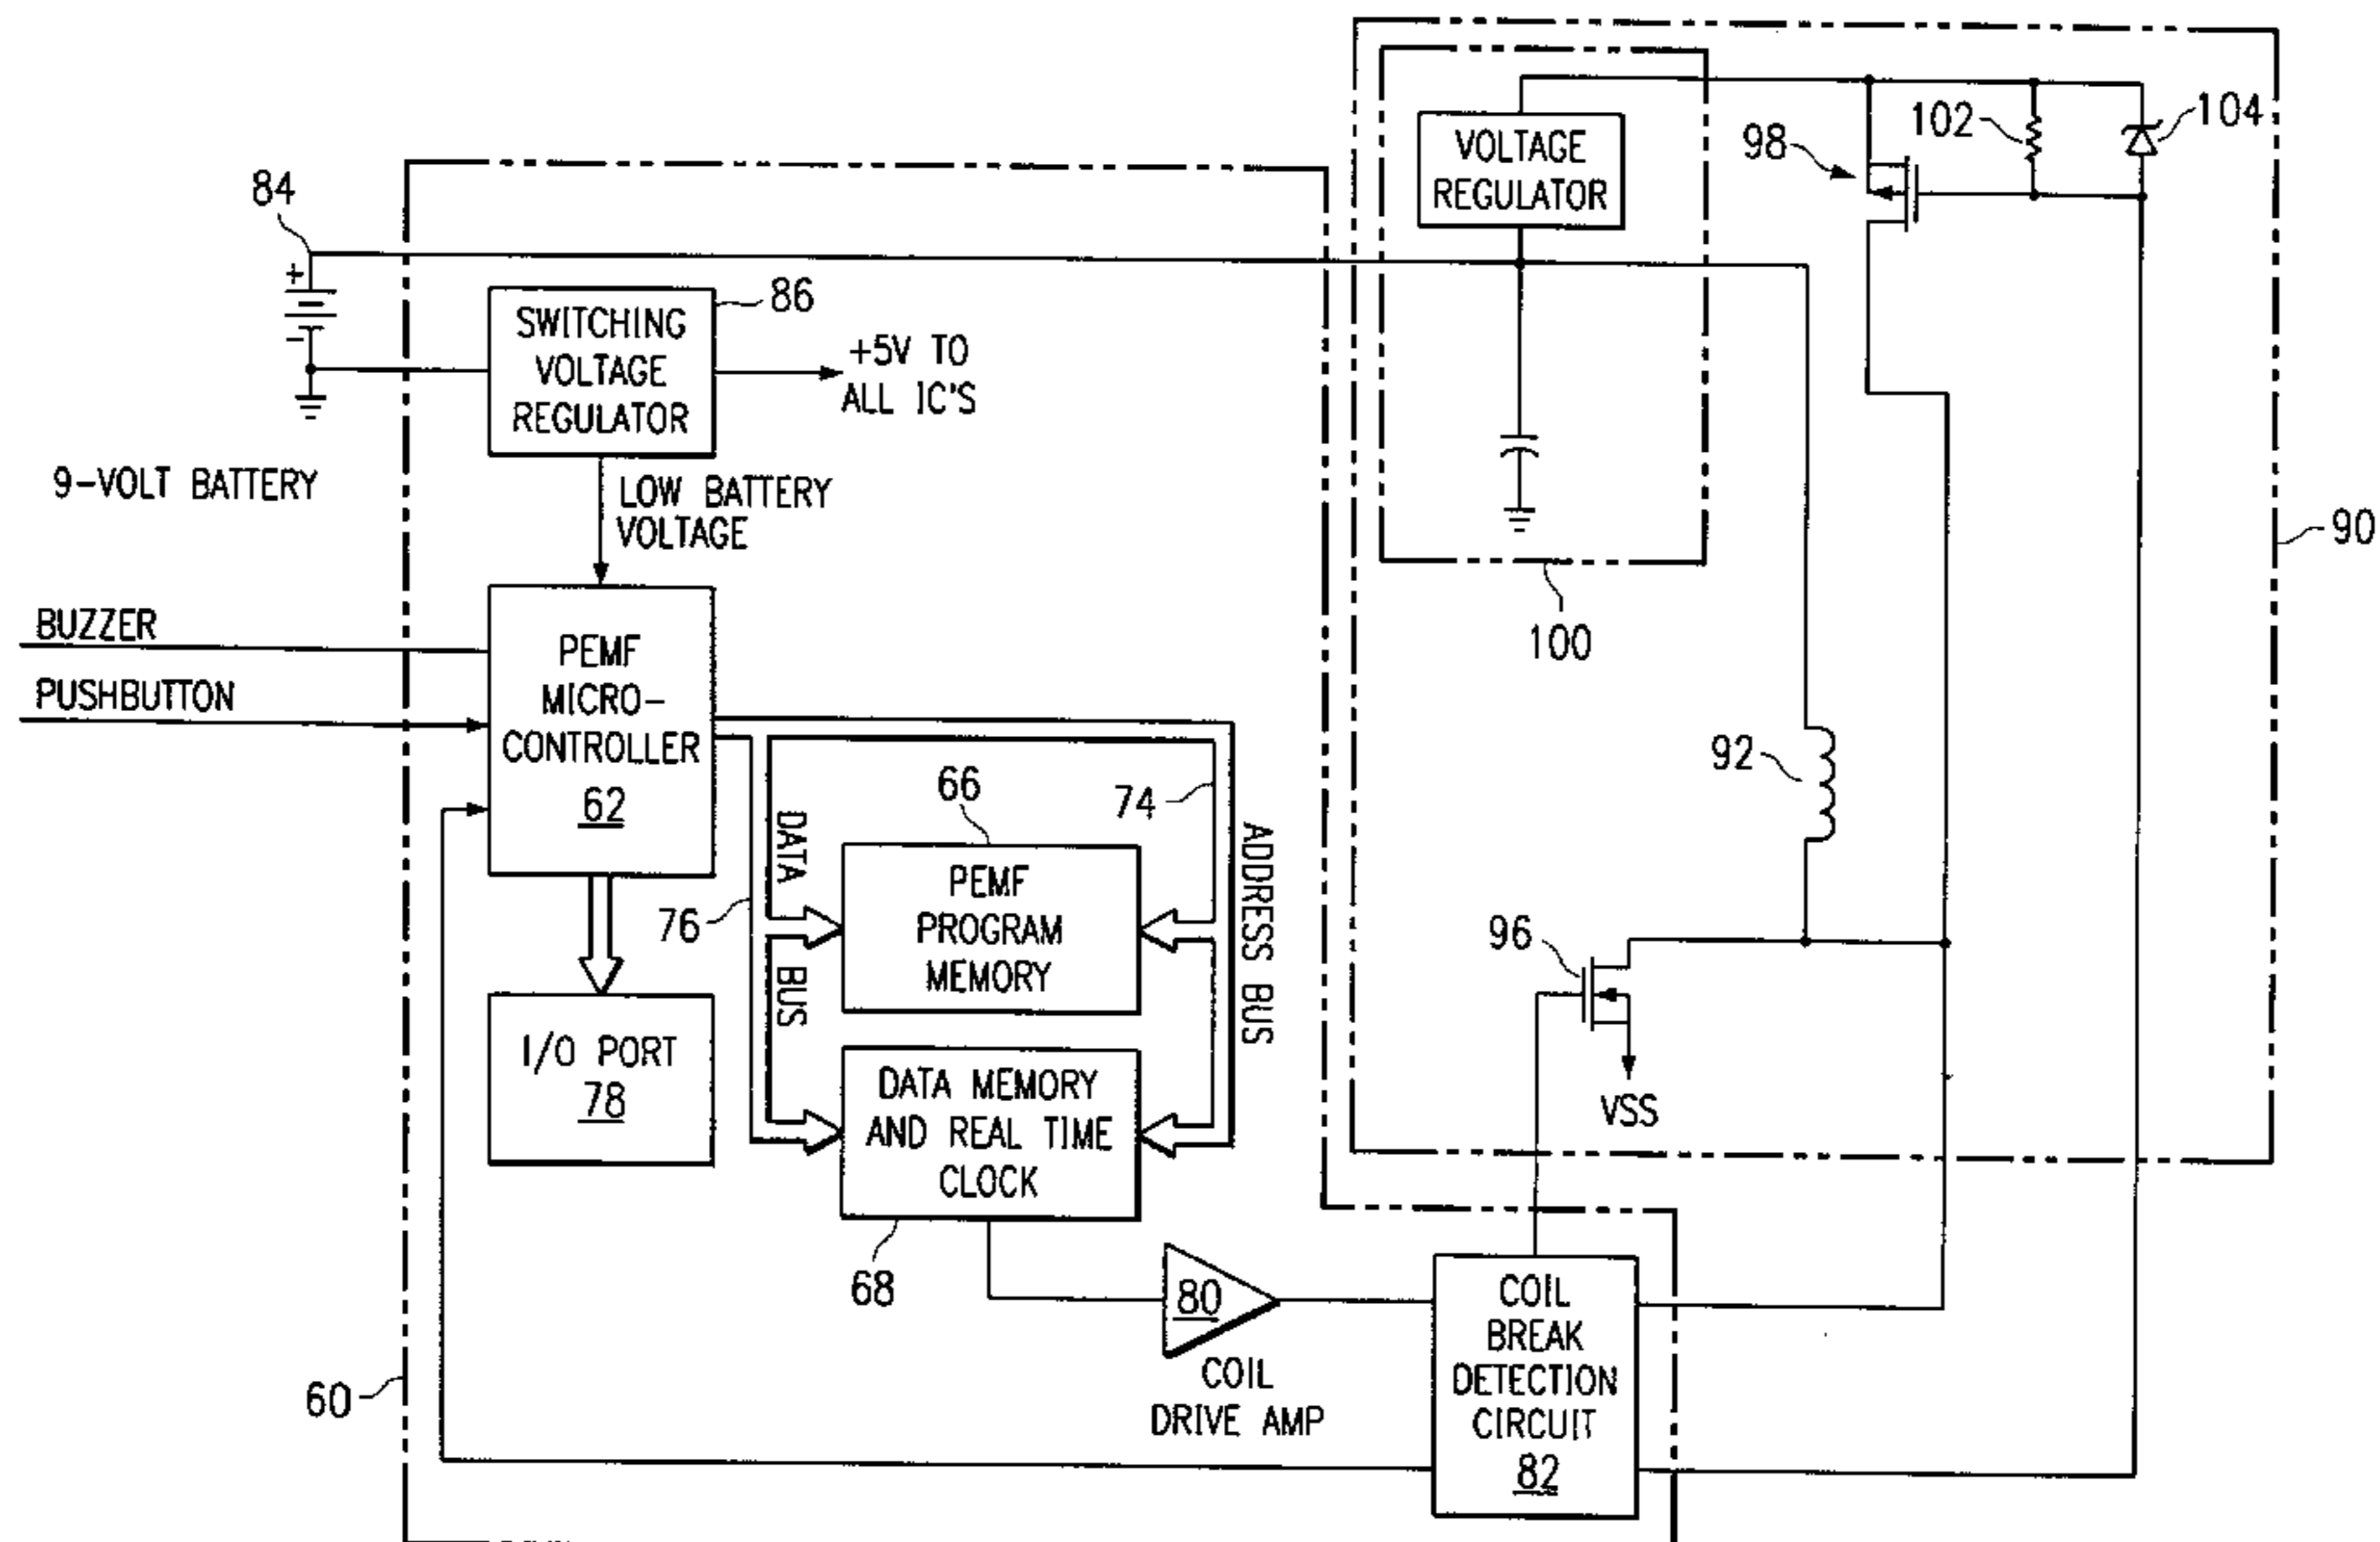 84
+
-
9-VOLT BATTERY
SWITCHING
VOLTAGE
REGULATOR
86
+5V TO
ALL IC'S
LOW BATTERY
VOLTAGE
BUZZER
PUSHBUTTON
PEMF
MICRO-
CONTROLLER
62
I/O PORT
78
76
DATA
BUS
66
PEMF
PROGRAM
MEMORY
74
ADDRESS BUS
DATA MEMORY
AND REAL TIME
CLOCK
68
80
COIL
DRIVE AMP
60
COIL
BREAK
DETECTION
CIRCUIT
82
VOLTAGE
REGULATOR
100
98
102
104
90
92
96
VSS